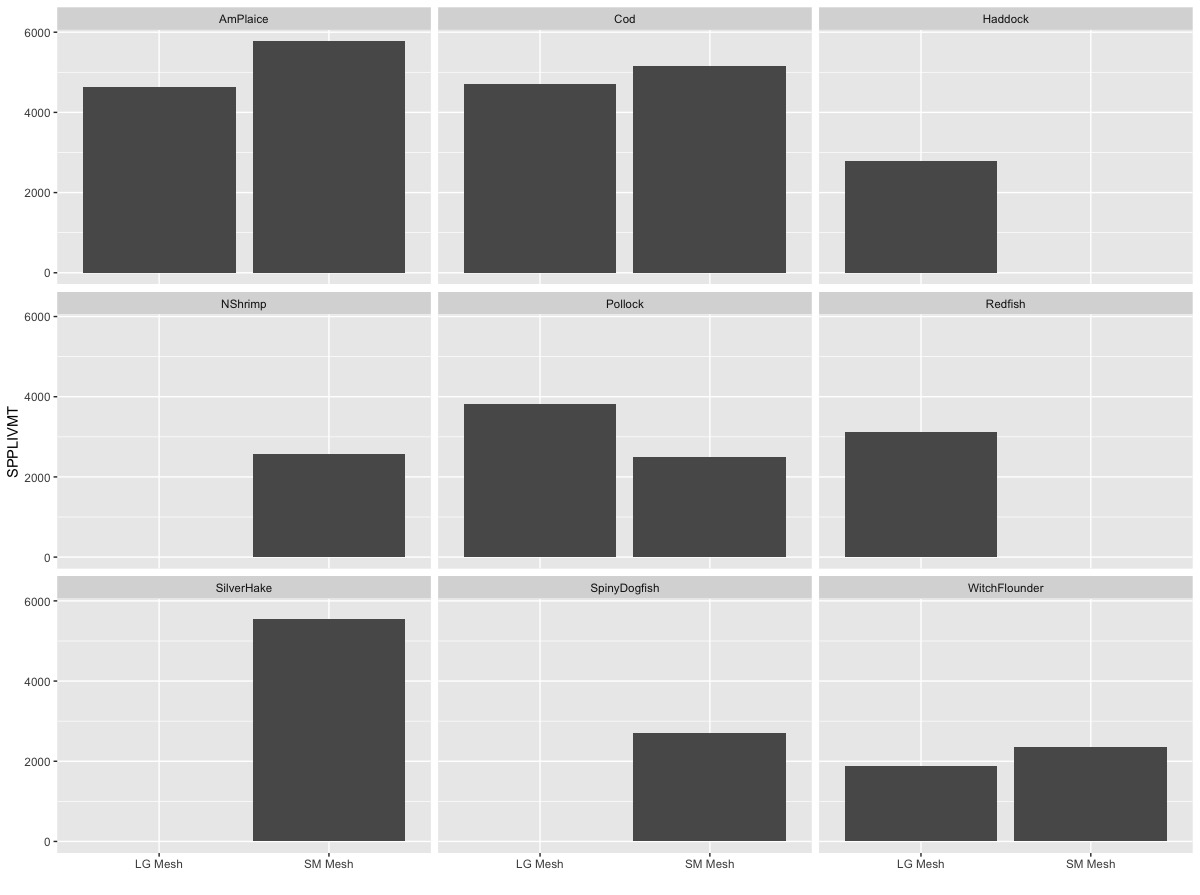 AmPlaice Cod Haddock
6000
4000
2000
0
NShrimp Pollock Redfish
6000
4000
2000
0
SPPLIVMT
SilverHake SpinyDogfish WitchFlounder
6000
4000
2000
0
LG Mesh SM Mesh LG Mesh SM Mesh LG Mesh SM Mesh